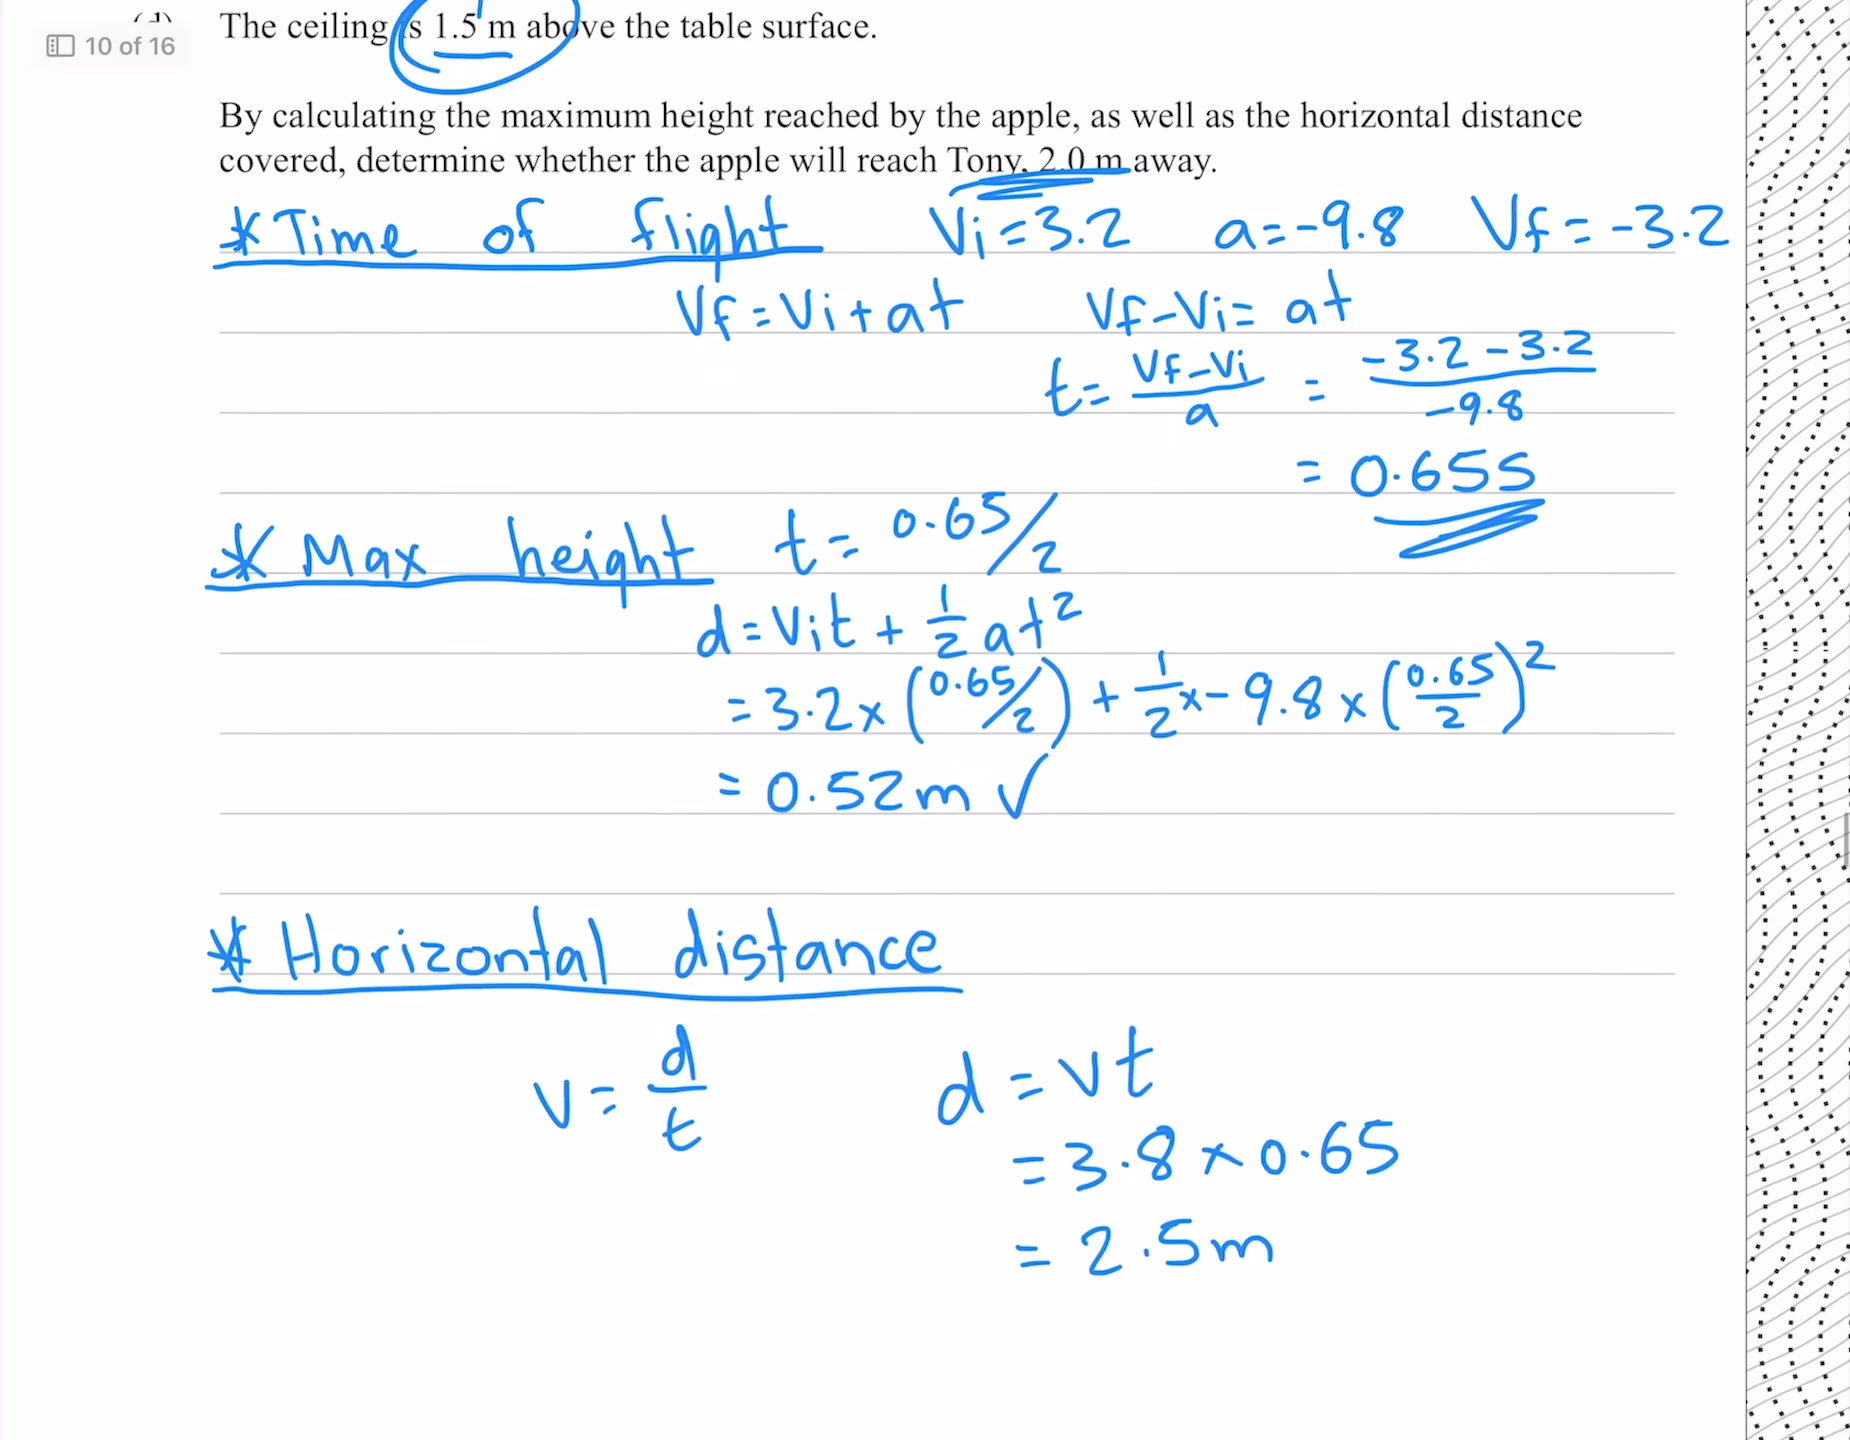 10 of 16
The ceiling is 1.5 m above the table surface.
By calculating the maximum height reached by the apple, as well as the horizontal distance
covered, determine whether the apple will reach Tony, 2.0 m away.
* Time of flight Vi = 3.2 a = -9.8 Vf = -3.2
Vf = Vi + at Vf - Vi = at
t = Vf - Vi / a = -3.2 - 3.2 / -9.8
= 0.65s
* Max height t = 0.65/2
d = Vit + 1/2 at²
= 3.2 x (0.65/2) + 1/2 x - 9.8 x (0.65/2)²
= 0.52m ✓
* Horizontal distance
v = d/t d = vt
= 3.8 x 0.65
= 2.5m